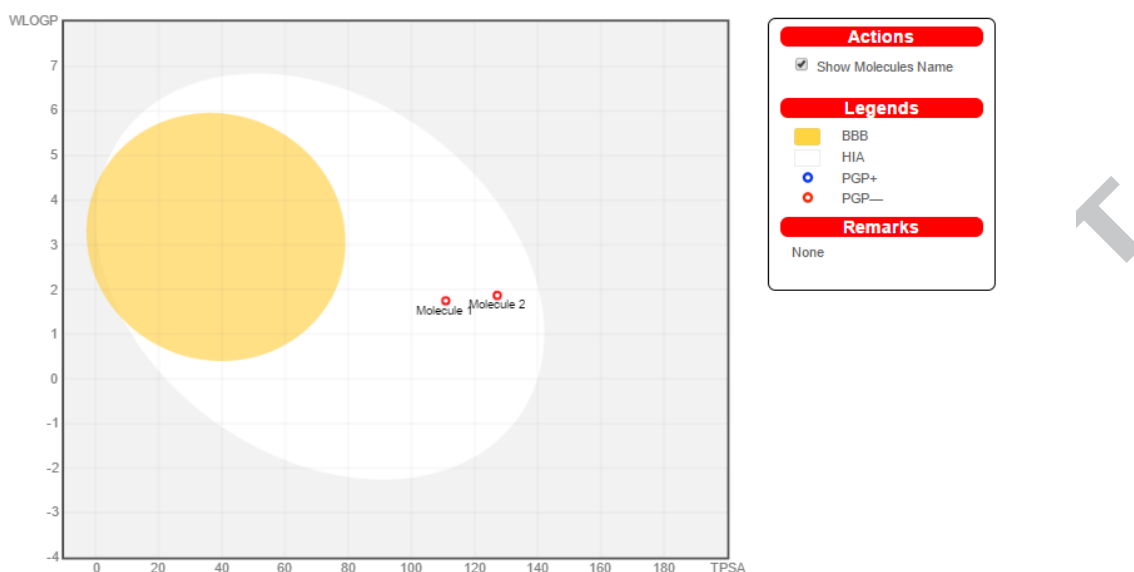 WLOGP
7
6
5
4
3
2
1
0
-1
-2
-3
-4
0 20 40 60 80 100 120 140 160 180 TPSA
Molecule 1
Molecule 2
Actions
Show Molecules Name
Legends
BBB
HIA
PGP+
PGP—
Remarks
None
T